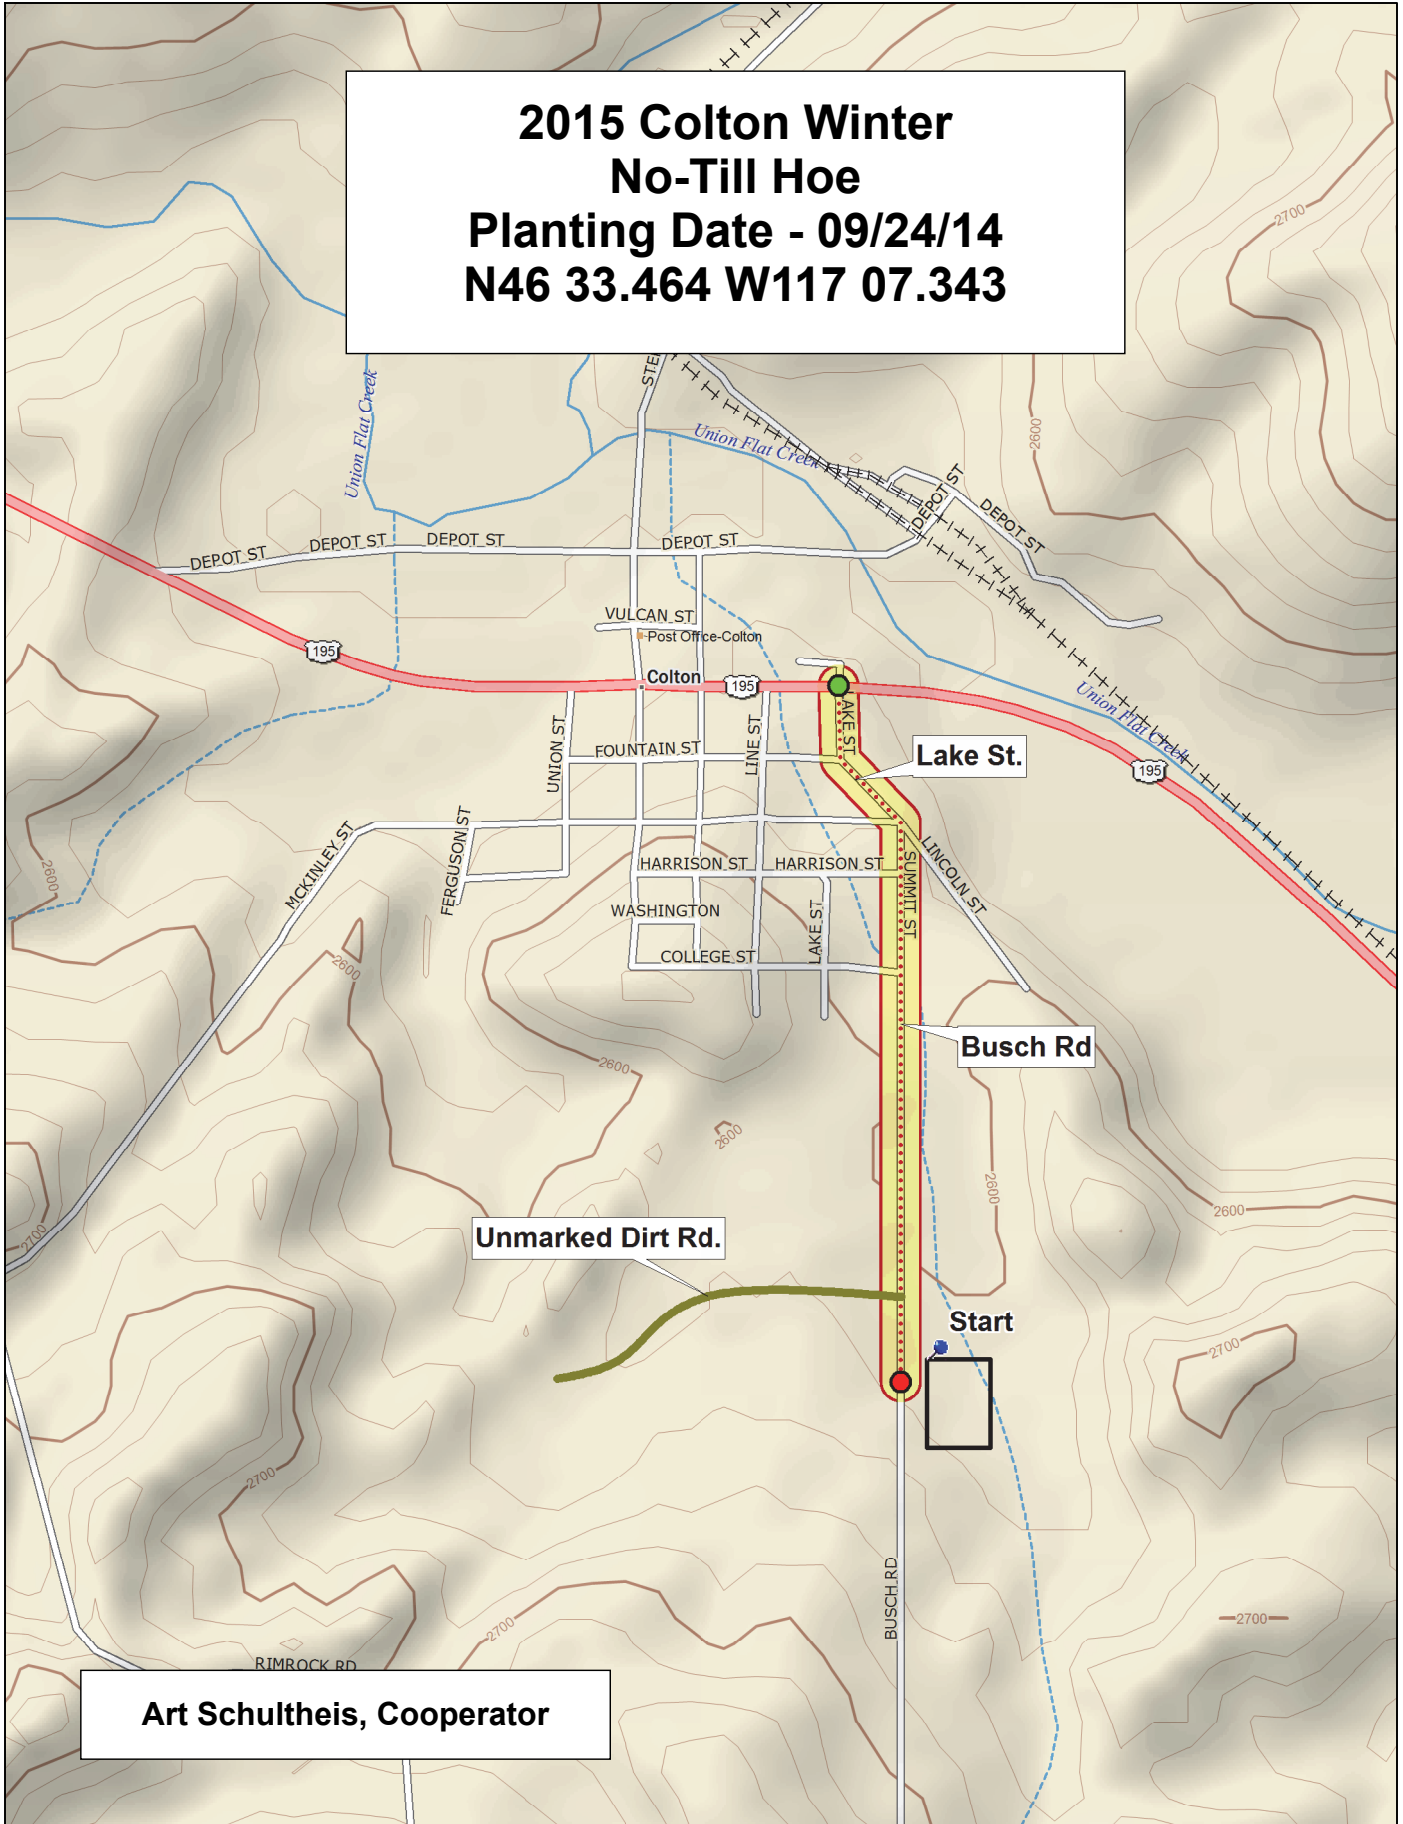 2015 Colton Winter
No-Till Hoe
Planting Date - 09/24/14
N46 33.464 W117 07.343
2700
STE
Union Flat Creek
Union Flat Creek
2600
DEPOT ST
DEPOT ST
DEPOT ST
DEPOT ST
DEPOT ST
DEPOT ST
VULCAN ST
Post Office-Colton
195
Colton
195
Union Flat Creek
195
LAKE ST
Lake St.
UNION ST
FOUNTAIN ST
LINE ST
MCKINLEY ST
FERGUSON ST
HARRISON ST
HARRISON ST
SUMMIT ST
LINCOLN ST
2600
WASHINGTON
LAKE ST
COLLEGE ST
2600
Busch Rd
2600
2600
2600
2600
2700
Unmarked Dirt Rd.
Start
2700
2700
BUSCH RD
2700
2700
RIMROCK RD
Art Schultheis, Cooperator